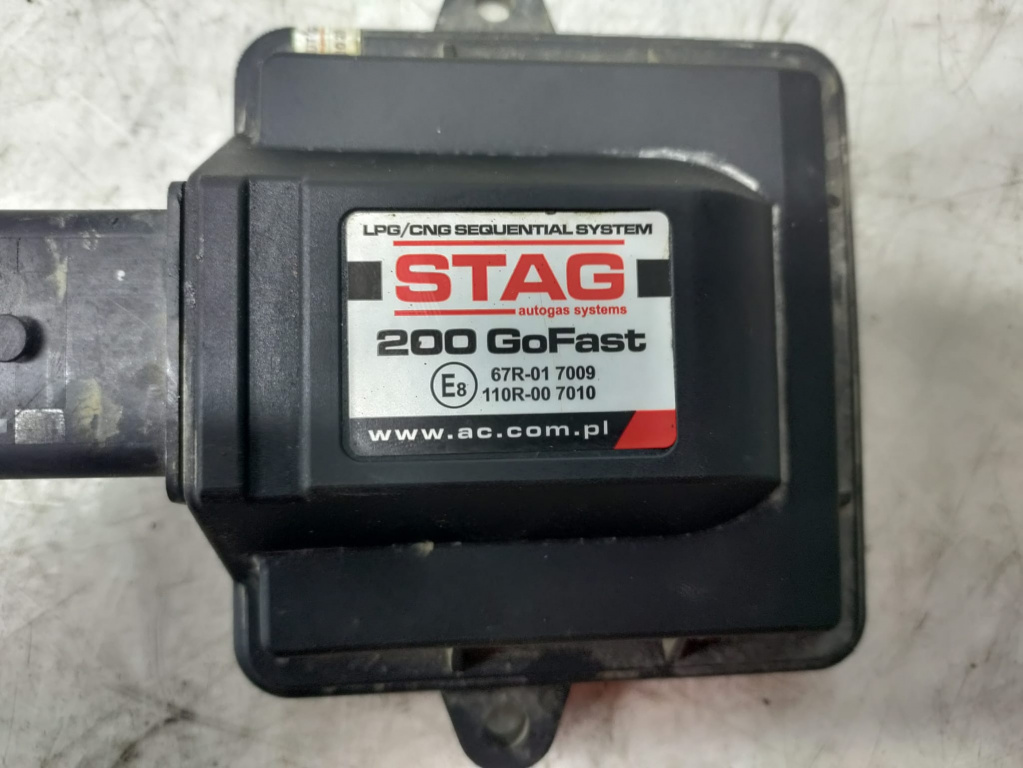 LPG/CNG SEQUENTIAL SYSTEM
STAG
autogas systems
200 GoFast
E8 67R-01 7009
110R-00 7010
www.ac.com.pl